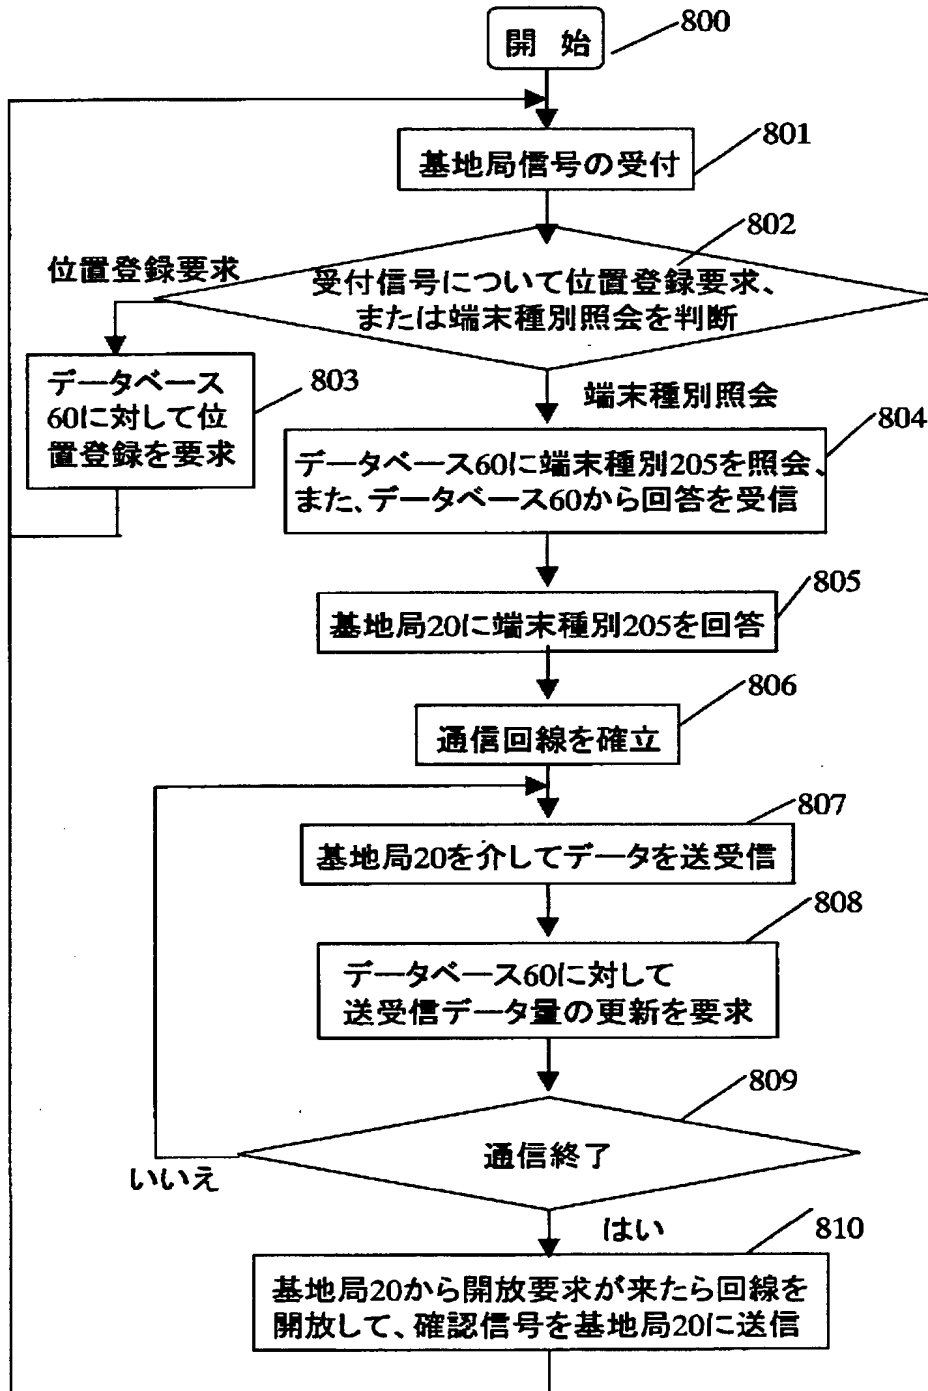 開 始
800
基地局信号の受付
801
802
位置登録要求
受付信号について位置登録要求、
または端末種別照会を判断
データベース
60に対して位
置登録を要求
803
端末種別照会
804
データベース60に端末種別205を照会、
また、データベース60から回答を受信
805
基地局20に端末種別205を回答
806
通信回線を確立
807
基地局20を介してデータを送受信
808
データベース60に対して
送受信データ量の更新を要求
809
通信終了
いいえ
はい
810
基地局20から開放要求が来たら回線を
開放して、確認信号を基地局20に送信